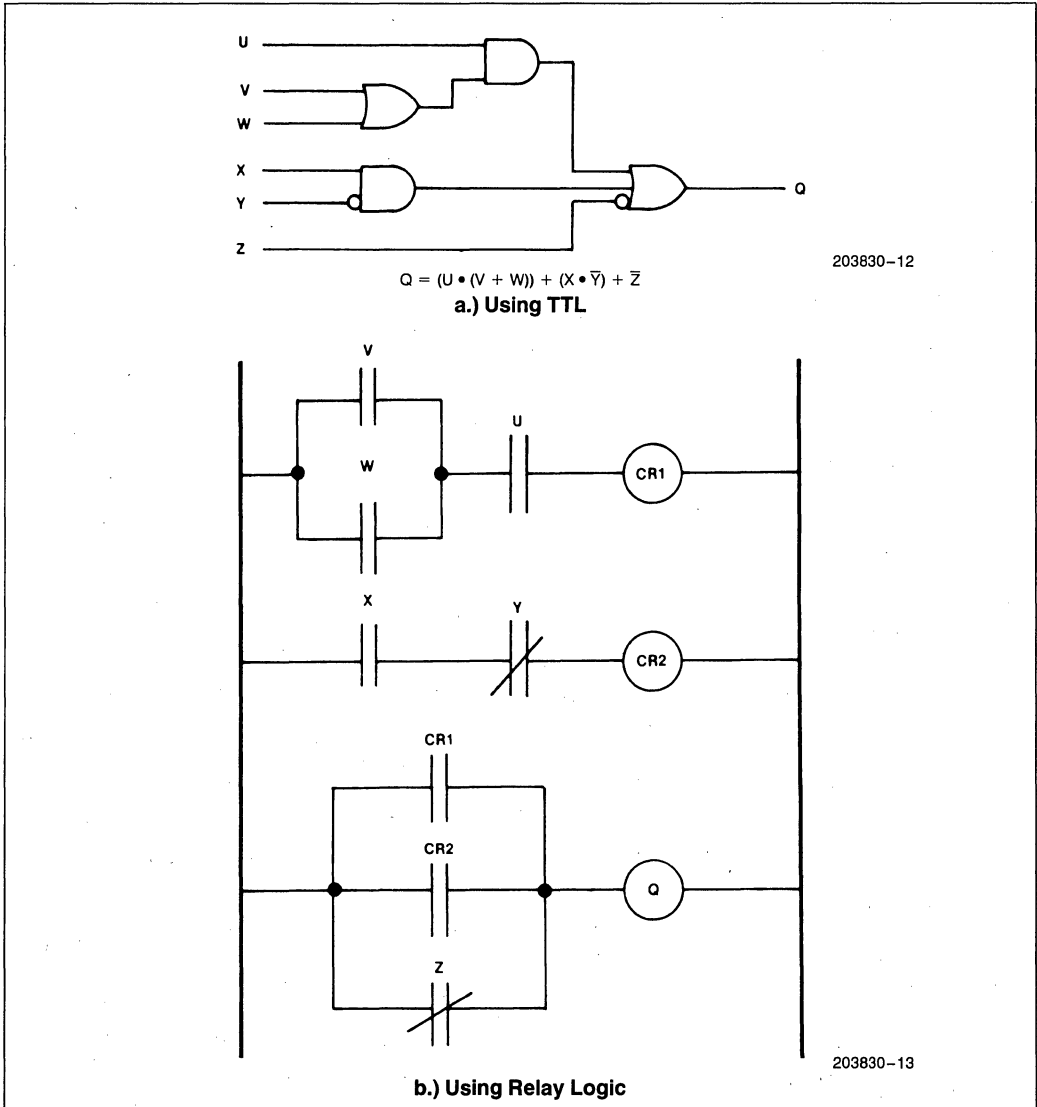 U
V
W
X
Y
Z
Q
203830–12
Q = (U • (V + W)) + (X • Y̅) + Z̅
a.) Using TTL
V
U
W
CR1
X
Y
CR2
CR1
CR2
Q
Z
203830–13
b.) Using Relay Logic